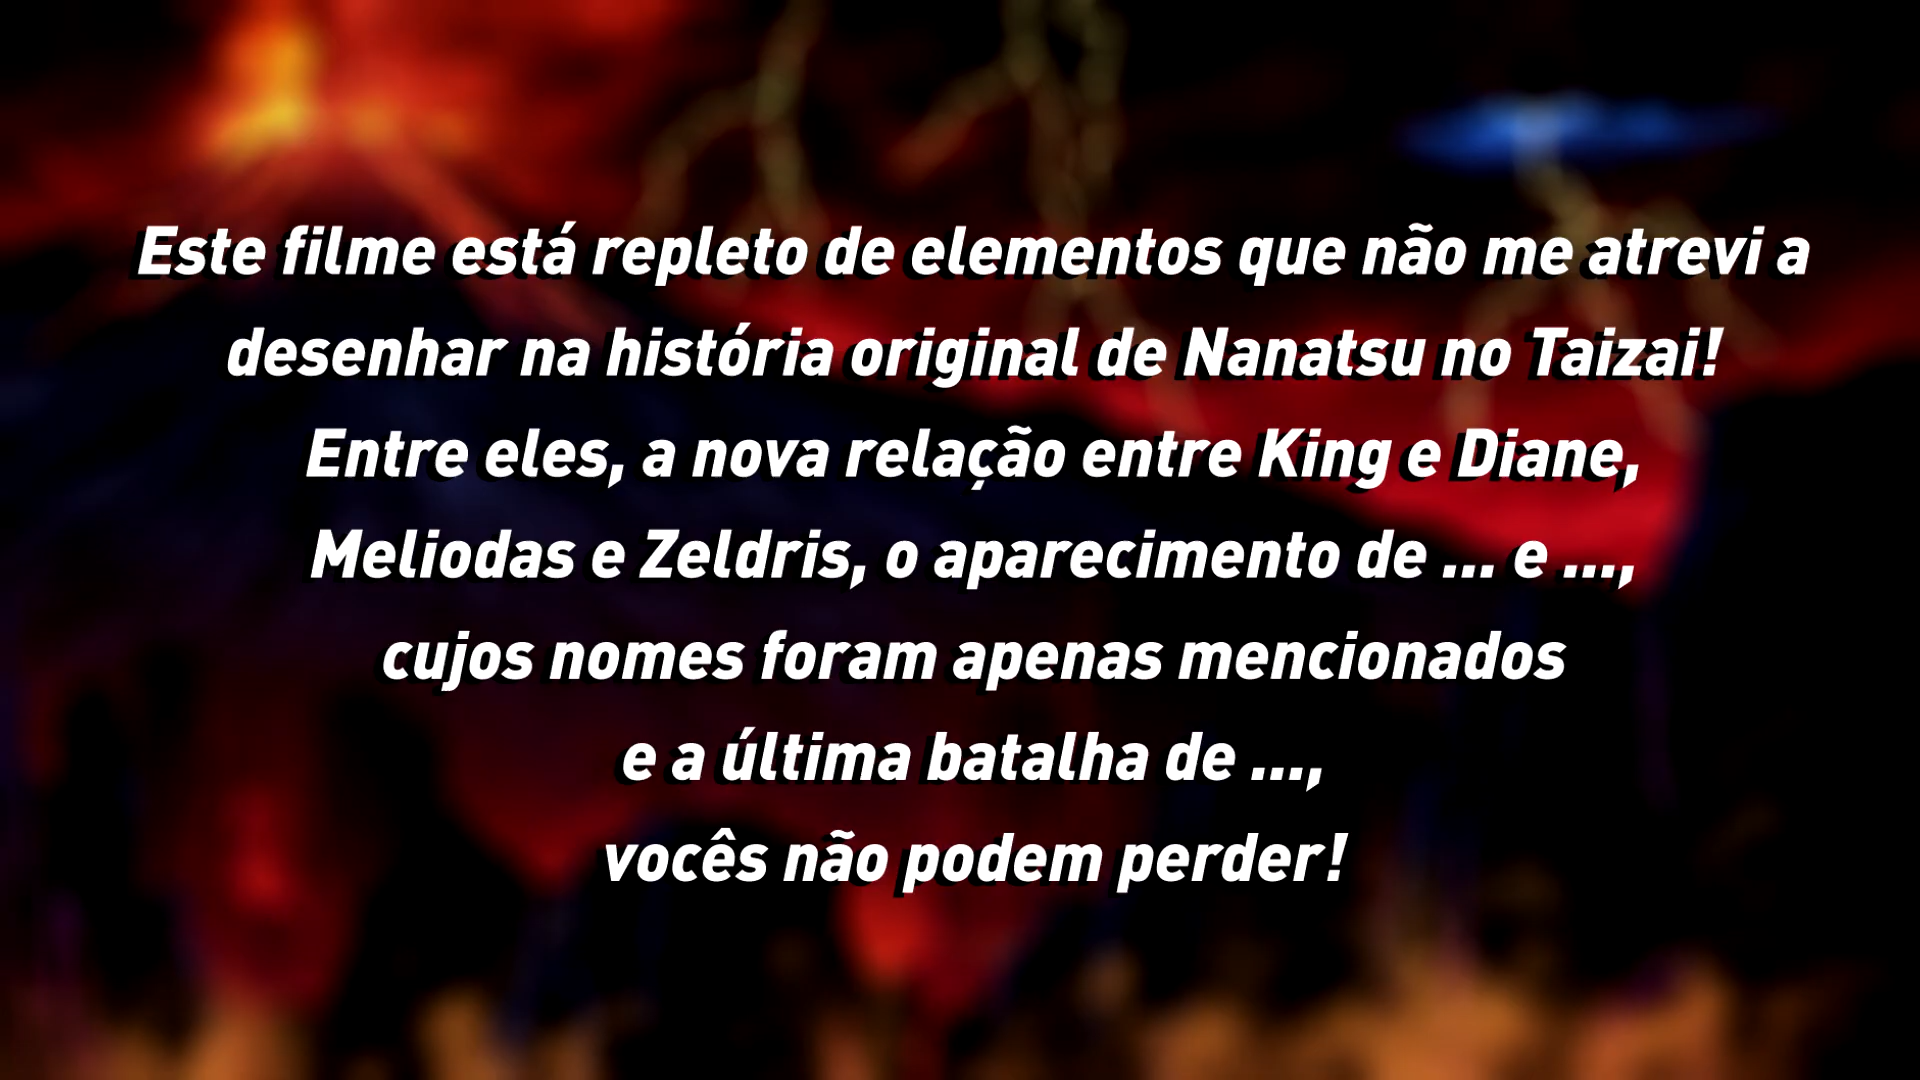 Este filme está repleto de elementos que não me atrevi a
desenhar na história original de Nanatsu no Taizai!
Entre eles, a nova relação entre King e Diane,
Meliodas e Zeldris, o aparecimento de ... e ...,
cujos nomes foram apenas mencionados
e a última batalha de ...,
vocês não podem perder!